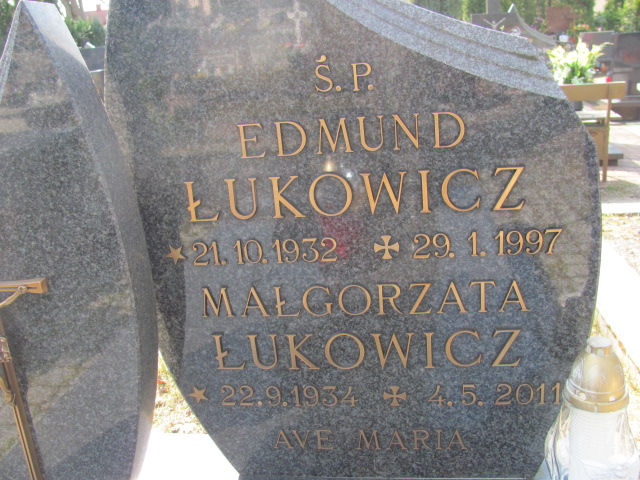 Ś.P.
EDMUND
ŁUKOWICZ
★ 21.10.1932 ✠ 29.1.1997
MAŁGORZATA
ŁUKOWICZ
★ 22.9.1934 ✠ 4.5.2011
AVE MARIA